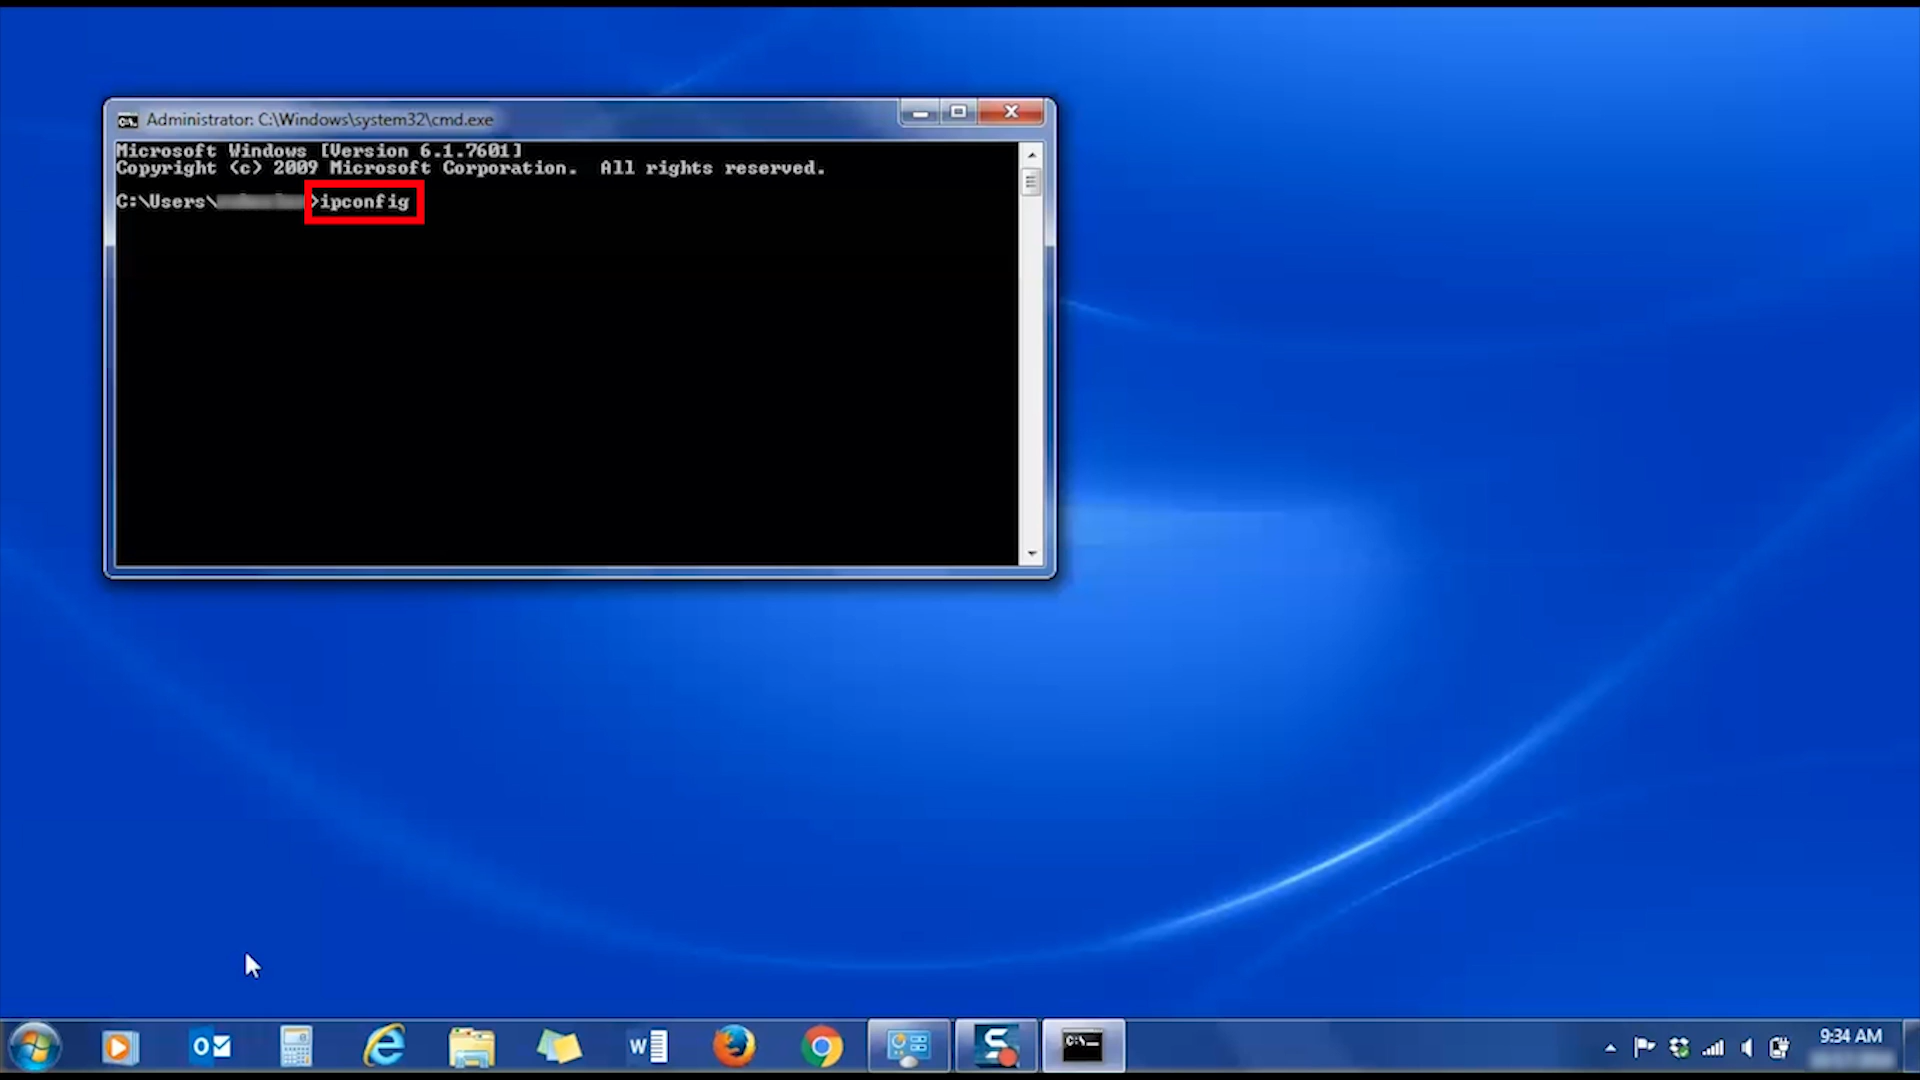 Administrator: C:\Windows\system32\cmd.exe
Microsoft Windows [Version 6.1.7601]
Copyright (c) 2009 Microsoft Corporation.  All rights reserved.
C:\Users\ >ipconfig
9:34 AM